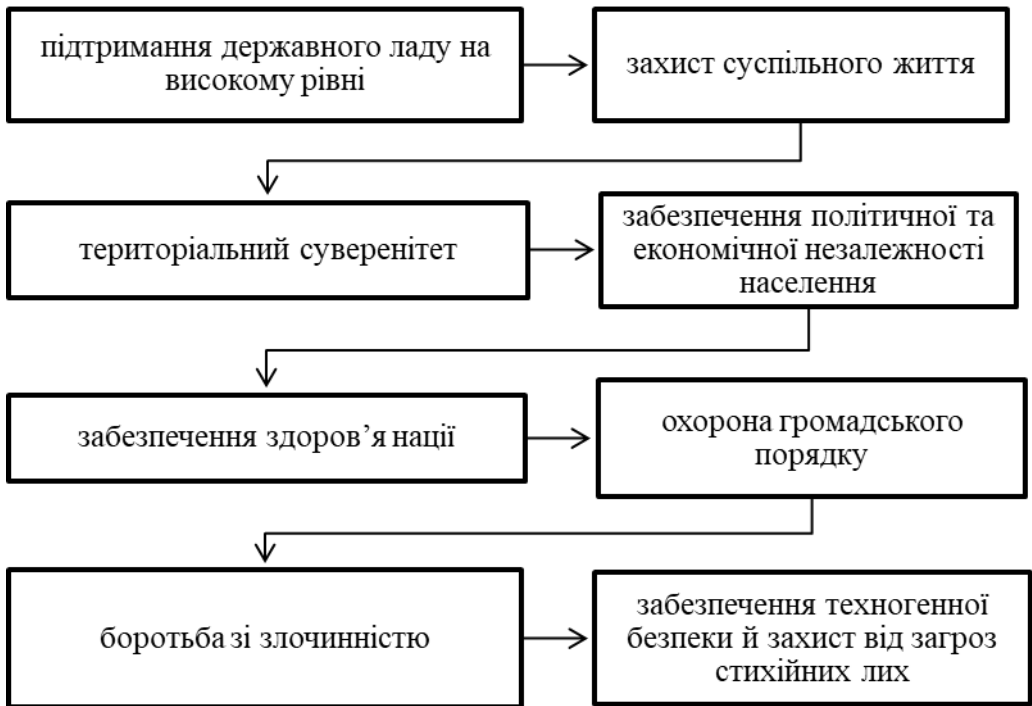 підтримання державного ладу на
високому рівні
захист суспільного життя
територіальний суверенітет
забезпечення політичної та
економічної незалежності
населення
забезпечення здоров’я нації
охорона громадського
порядку
боротьба зі злочинністю
забезпечення техногенної
безпеки й захист від загроз
стихійних лих